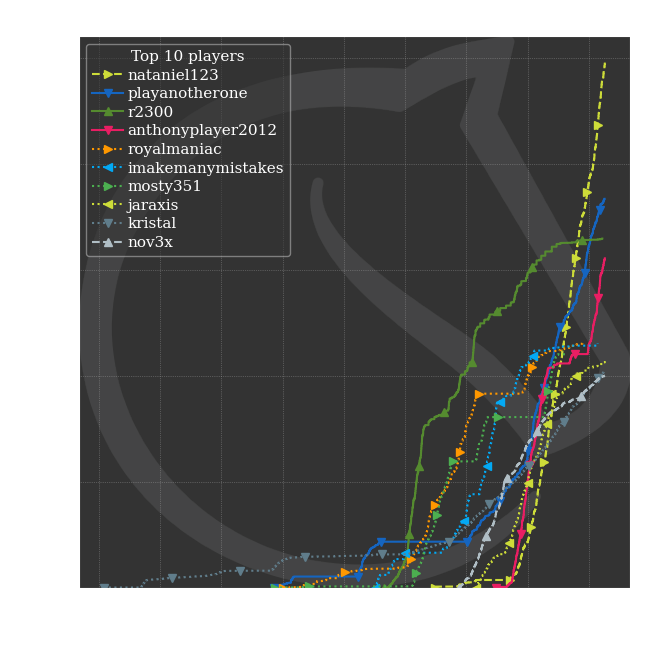 Top 10 players
nataniel123
playanotherone
r2300
anthonyplayer2012
royalmaniac
imakemanymistakes
mosty351
jaraxis
kristal
nov3x